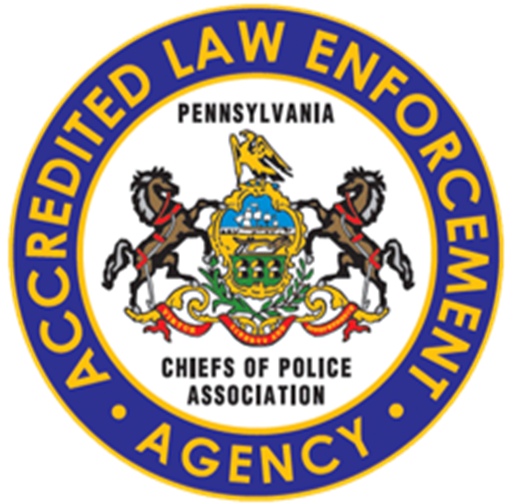 ACCREDITED LAW ENFORCEMENT
PENNSYLVANIA
CHIEFS OF POLICE
ASSOCIATION
• AGENCY •